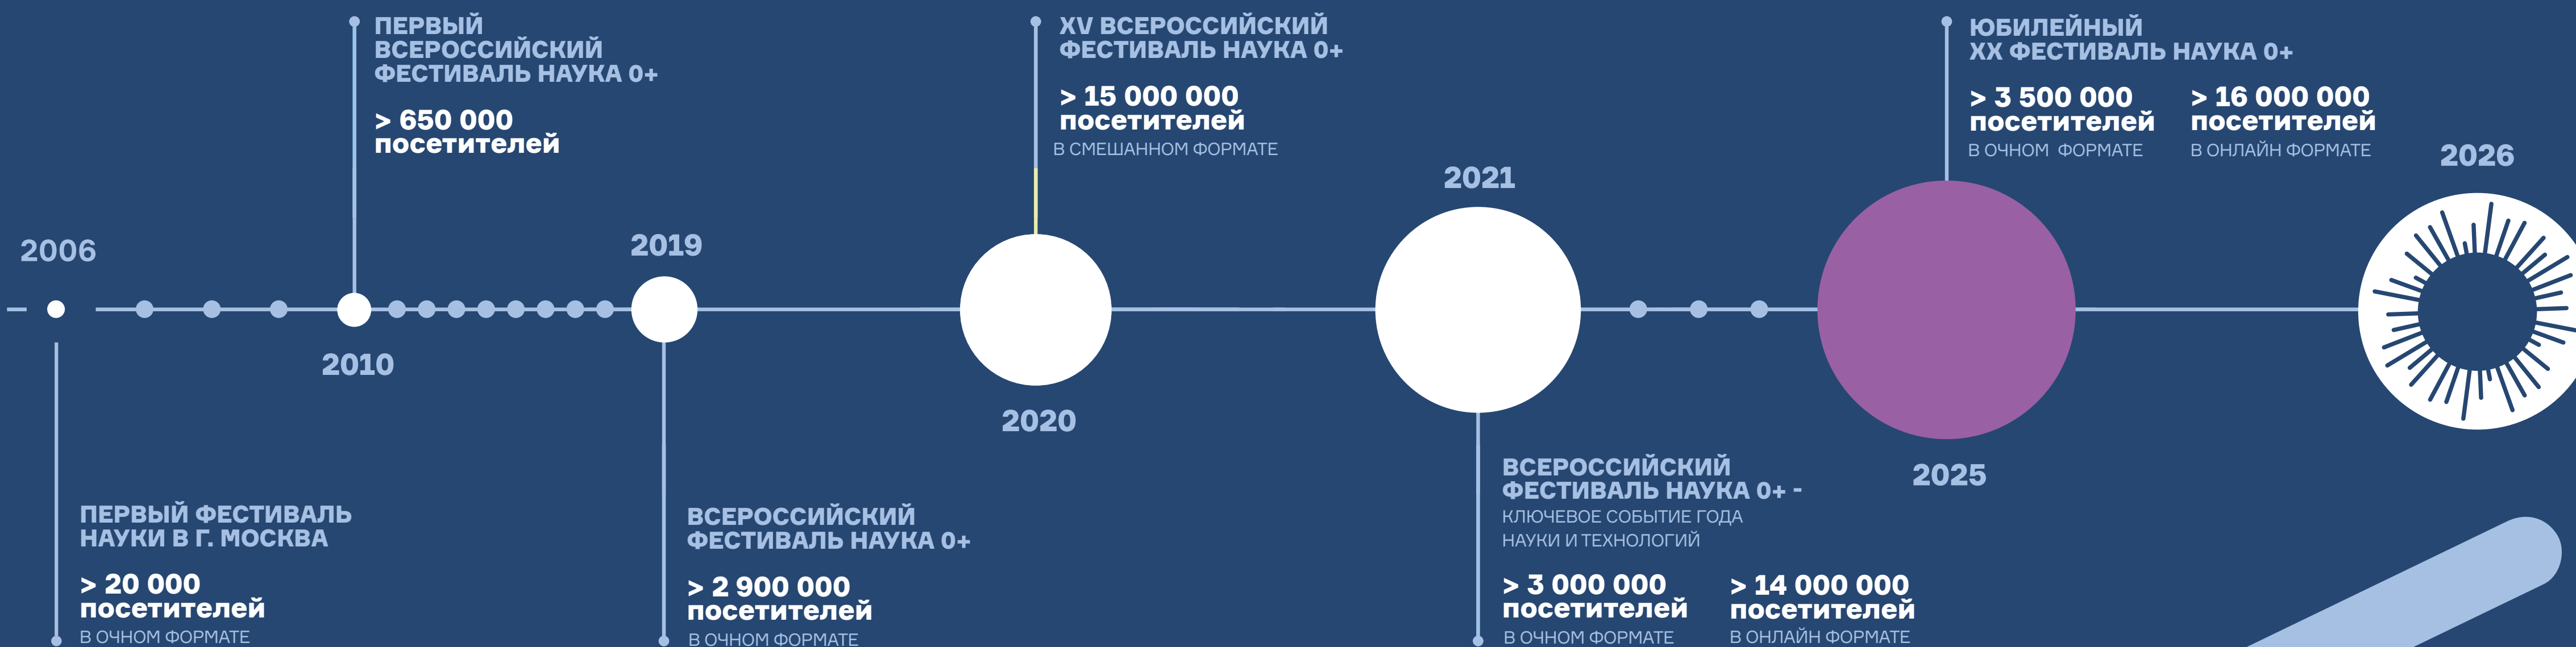 2006
ПЕРВЫЙ ФЕСТИВАЛЬ
НАУКИ В Г. МОСКВА
> 20 000
посетителей
В ОЧНОМ ФОРМАТЕ
ПЕРВЫЙ
ВСЕРОССИЙСКИЙ
ФЕСТИВАЛЬ НАУКА 0+
> 650 000
посетителей
2010
2019
ВСЕРОССИЙСКИЙ
ФЕСТИВАЛЬ НАУКА 0+
> 2 900 000
посетителей
В ОЧНОМ ФОРМАТЕ
XV ВСЕРОССИЙСКИЙ
ФЕСТИВАЛЬ НАУКА 0+
> 15 000 000
посетителей
В СМЕШАННОМ ФОРМАТЕ
2020
2021
ВСЕРОССИЙСКИЙ
ФЕСТИВАЛЬ НАУКА 0+ -
КЛЮЧЕВОЕ СОБЫТИЕ ГОДА
НАУКИ И ТЕХНОЛОГИЙ
> 3 000 000
посетителей
В ОЧНОМ ФОРМАТЕ
> 14 000 000
посетителей
В ОНЛАЙН ФОРМАТЕ
ЮБИЛЕЙНЫЙ
XX ФЕСТИВАЛЬ НАУКА 0+
> 3 500 000
посетителей
В ОЧНОМ ФОРМАТЕ
> 16 000 000
посетителей
В ОНЛАЙН ФОРМАТЕ
2025
2026